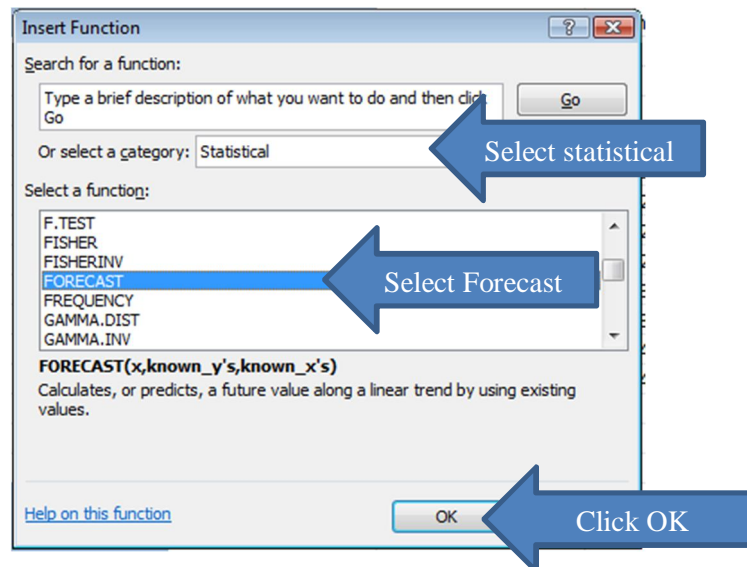 Insert Function
Search for a function:
Type a brief description of what you want to do and then click
Go
Go
Or select a category: Statistical
Select statistical
Select a function:
F.TEST
FISHER
FISHERINV
FORECAST
Select Forecast
FREQUENCY
GAMMA.DIST
GAMMA.INV
FORECAST(x,known_y's,known_x's)
Calculates, or predicts, a future value along a linear trend by using existing
values.
Help on this function
OK
Click OK